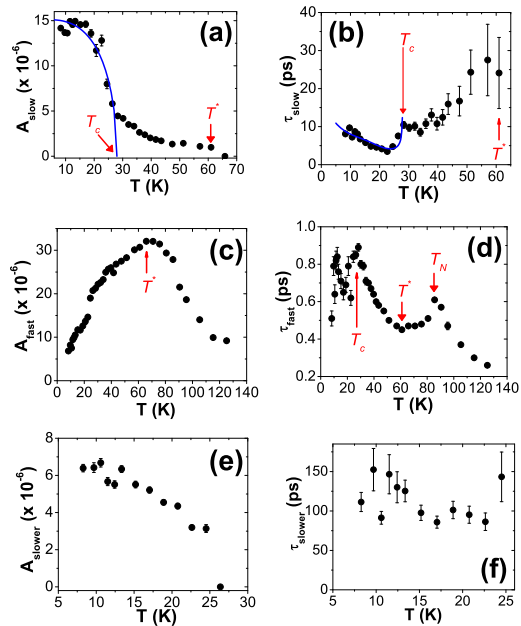 (a)
A_slow (x 10^-6)
15
10
5
0
T_c
T^*
10 20 30 40 50 60 70
T (K)
(b)
τ_slow (ps)
40
30
20
10
0
T_c
T^*
0 10 20 30 40 50 60
T (K)
(c)
A_fast (x 10^-6)
30
20
10
0
T^*
0 20 40 60 80 100 120 140
T (K)
(d)
τ_fast (ps)
1.0
0.8
0.6
0.4
0.2
T_c
T^*
T_N
0 20 40 60 80 100 120 140
T (K)
(e)
A_slower (x 10^-6)
8
6
4
2
0
5 10 15 20 25 30
T (K)
(f)
τ_slower (ps)
150
100
50
0
5 10 15 20 25
T (K)